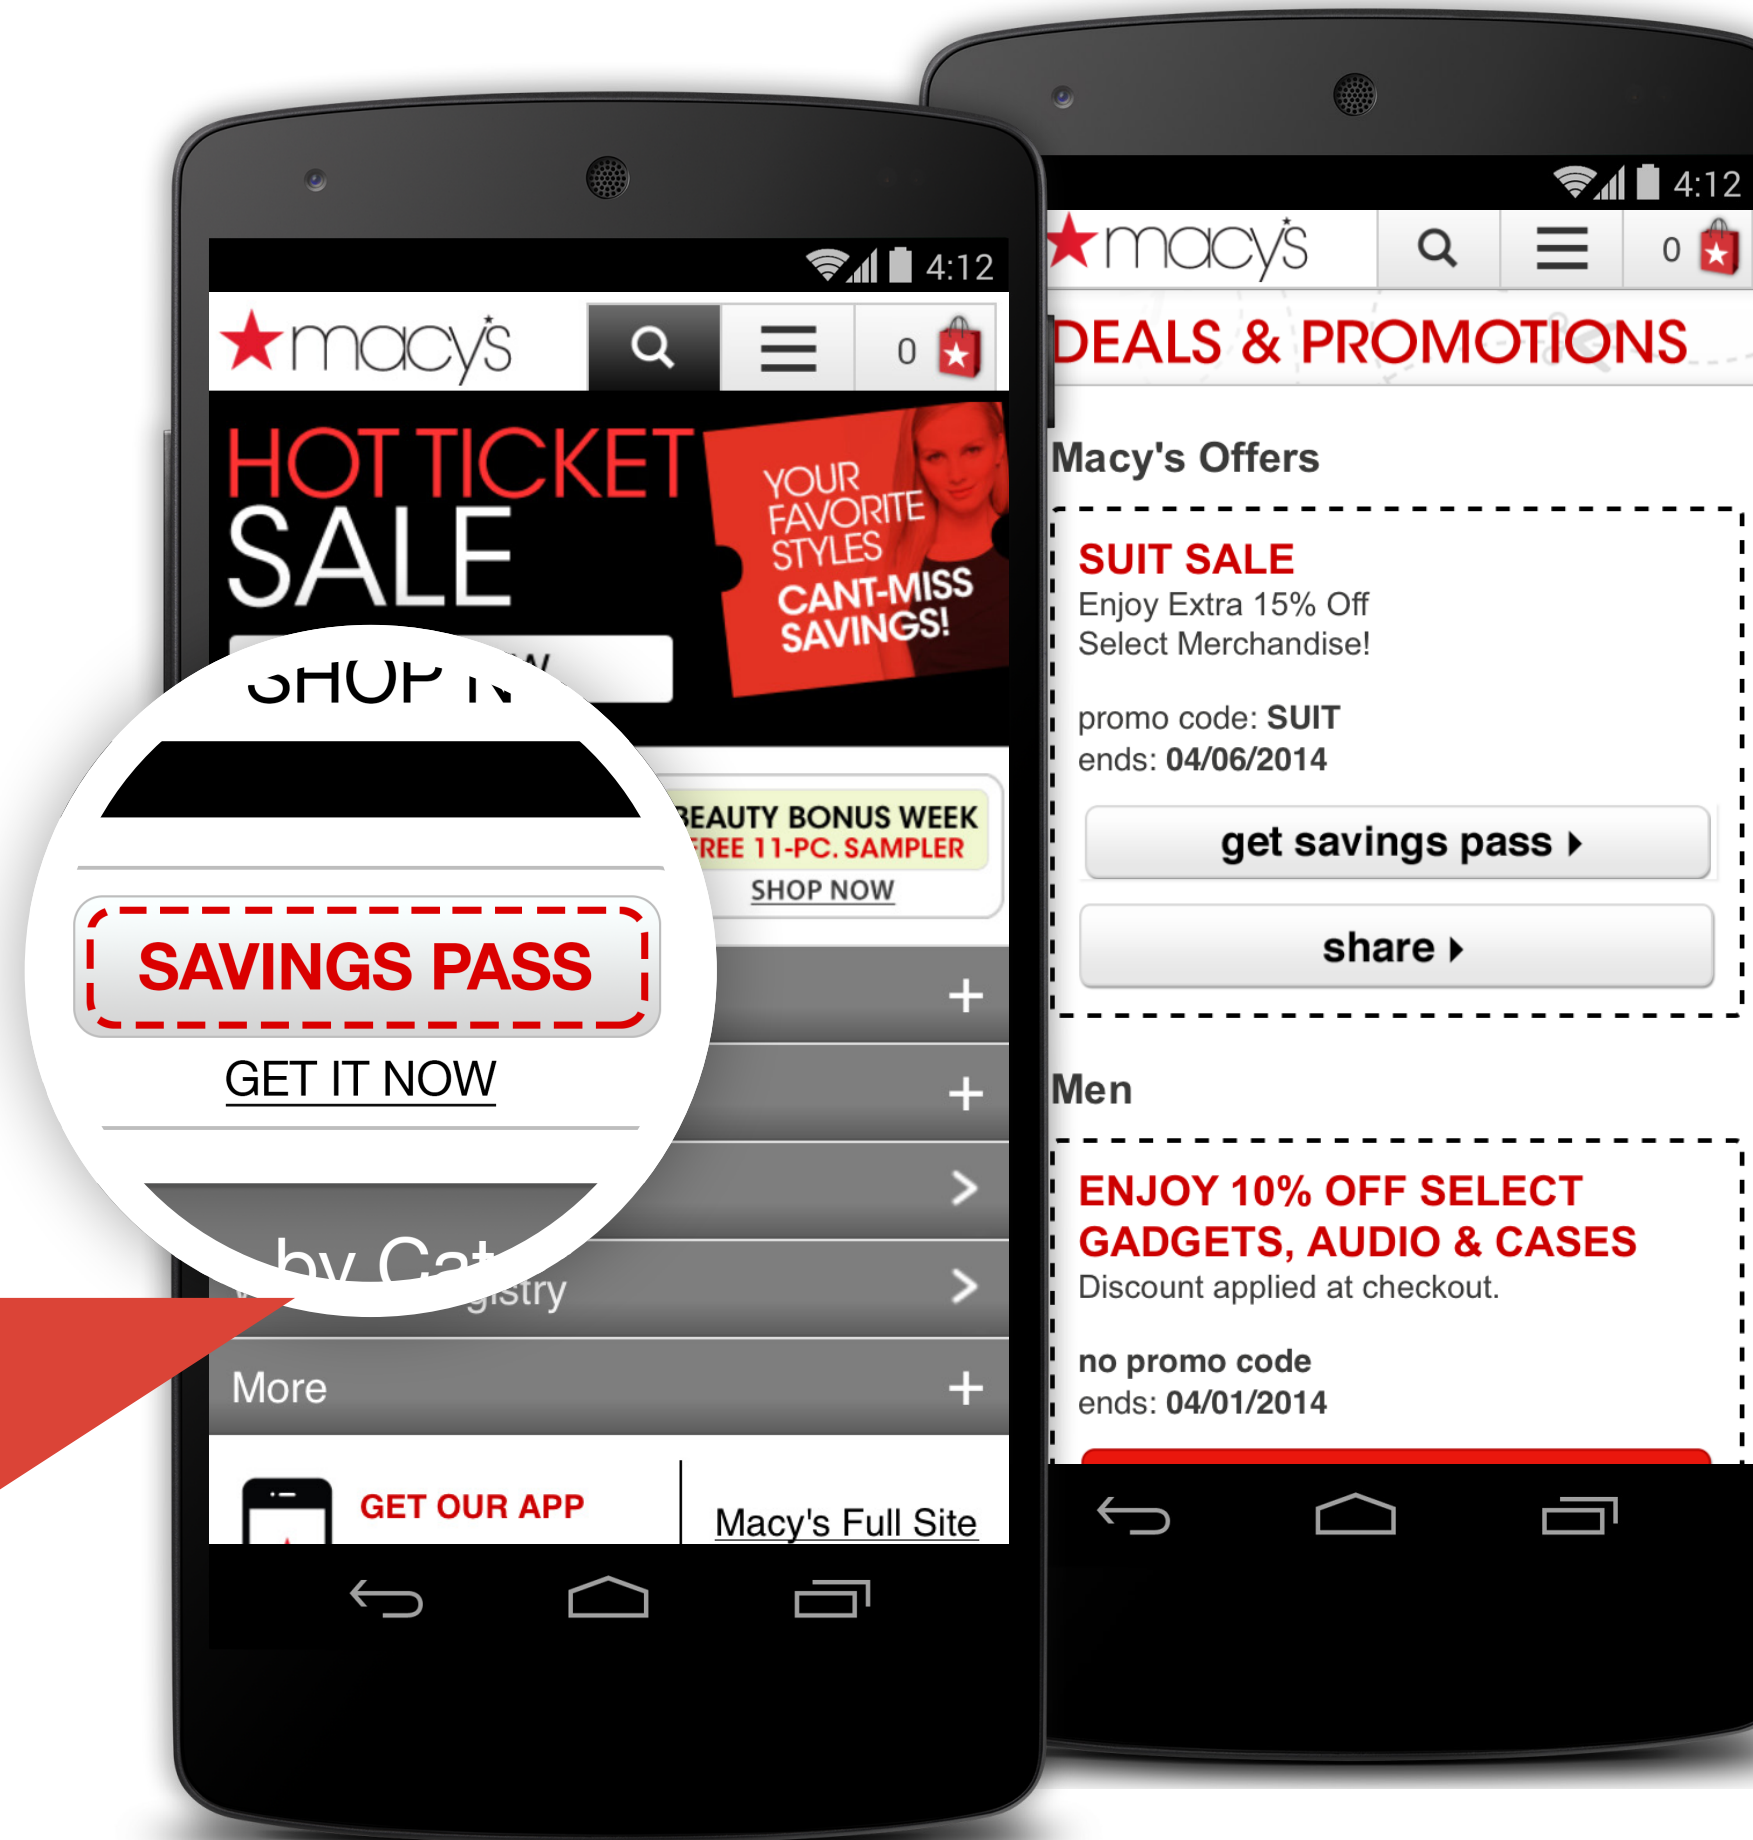 4:12
macy's
0
HOT TICKET
SALE
YOUR
FAVORITE
STYLES
CANT-MISS
SAVINGS!
SHOP N
SAVINGS PASS
GET IT NOW
by Cat
BEAUTY BONUS WEEK
FREE 11-PC. SAMPLER
SHOP NOW
gistry
More
GET OUR APP
Macy's Full Site
4:12
macy's
0
DEALS & PROMOTIONS
Macy's Offers
SUIT SALE
Enjoy Extra 15% Off
Select Merchandise!
promo code: SUIT
ends: 04/06/2014
get savings pass
share
Men
ENJOY 10% OFF SELECT
GADGETS, AUDIO & CASES
Discount applied at checkout.
no promo code
ends: 04/01/2014